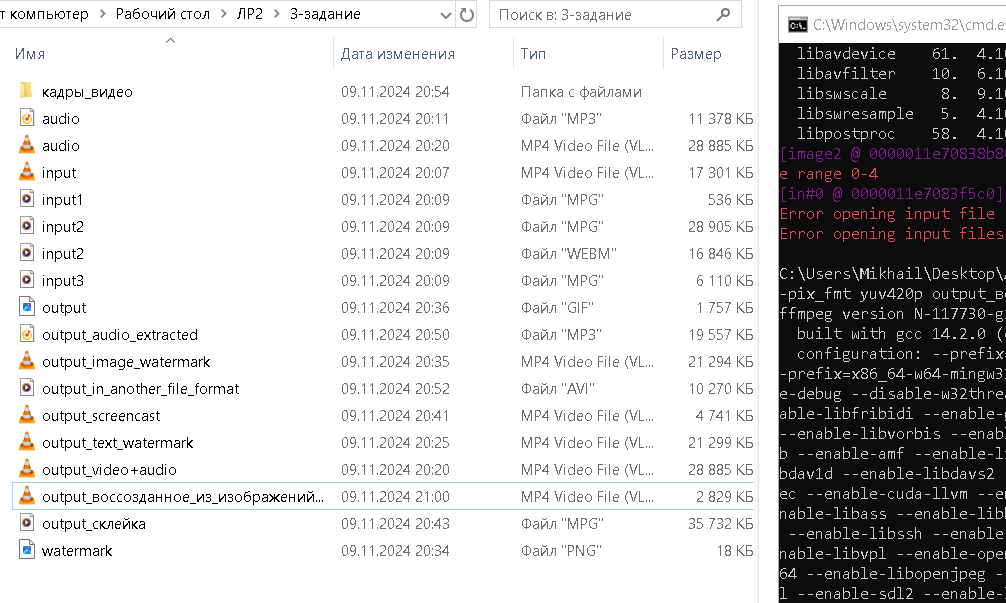 т компьютер > Рабочий стол > ЛР2 > 3-задание
Поиск в: 3-задание
Имя Дата изменения Тип Размер
кадры_видео 09.11.2024 20:54 Папка с файлами
audio 09.11.2024 20:11 Файл "MP3" 11 378 КБ
audio 09.11.2024 20:20 MP4 Video File (VL... 28 885 КБ
input 09.11.2024 20:07 MP4 Video File (VL... 17 301 КБ
input1 09.11.2024 20:09 Файл "MPG" 536 КБ
input2 09.11.2024 20:09 Файл "MPG" 28 905 КБ
input2 09.11.2024 20:09 Файл "WEBM" 16 846 КБ
input3 09.11.2024 20:09 Файл "MPG" 6 110 КБ
output 09.11.2024 20:36 Файл "GIF" 1 757 КБ
output_audio_extracted 09.11.2024 20:50 Файл "MP3" 19 557 КБ
output_image_watermark 09.11.2024 20:35 MP4 Video File (VL... 21 294 КБ
output_in_another_file_format 09.11.2024 20:52 Файл "AVI" 10 270 КБ
output_screencast 09.11.2024 20:41 MP4 Video File (VL... 4 741 КБ
output_text_watermark 09.11.2024 20:25 MP4 Video File (VL... 21 299 КБ
output_video+audio 09.11.2024 20:20 MP4 Video File (VL... 28 885 КБ
output_воссозданное_из_изображений... 09.11.2024 21:00 MP4 Video File (VL... 2 829 КБ
output_склейка 09.11.2024 20:43 Файл "MPG" 35 732 КБ
watermark 09.11.2024 20:34 Файл "PNG" 18 КБ
C:\Windows\system32\cmd.e
libavdevice 61. 4.1
libavfilter 10. 6.1
libswscale 8. 9.1
libswresample 5. 4.1
libpostproc 58. 4.1
[image2 @ 0000011e70838b8
e range 0-4
[in#0 @ 0000011e7083f5c0]
Error opening input file
Error opening input files
C:\Users\Mikhail\Desktop\
-pix_fmt yuv420p output_в
ffmpeg version N-117730-g
built with gcc 14.2.0 (
configuration: --prefix=
-prefix=x86_64-w64-mingw3
e-debug --disable-w32threa
able-libfribidi --enable-
--enable-libvorbis --enab
b --enable-amf --enable-li
bdav1d --enable-libdavs2
ec --enable-cuda-llvm --e
nable-libass --enable-lib
--enable-libssh --enable
nable-libvpl --enable-ope
64 --enable-libopenjpeg -
l --enable-sdl2 --enable-